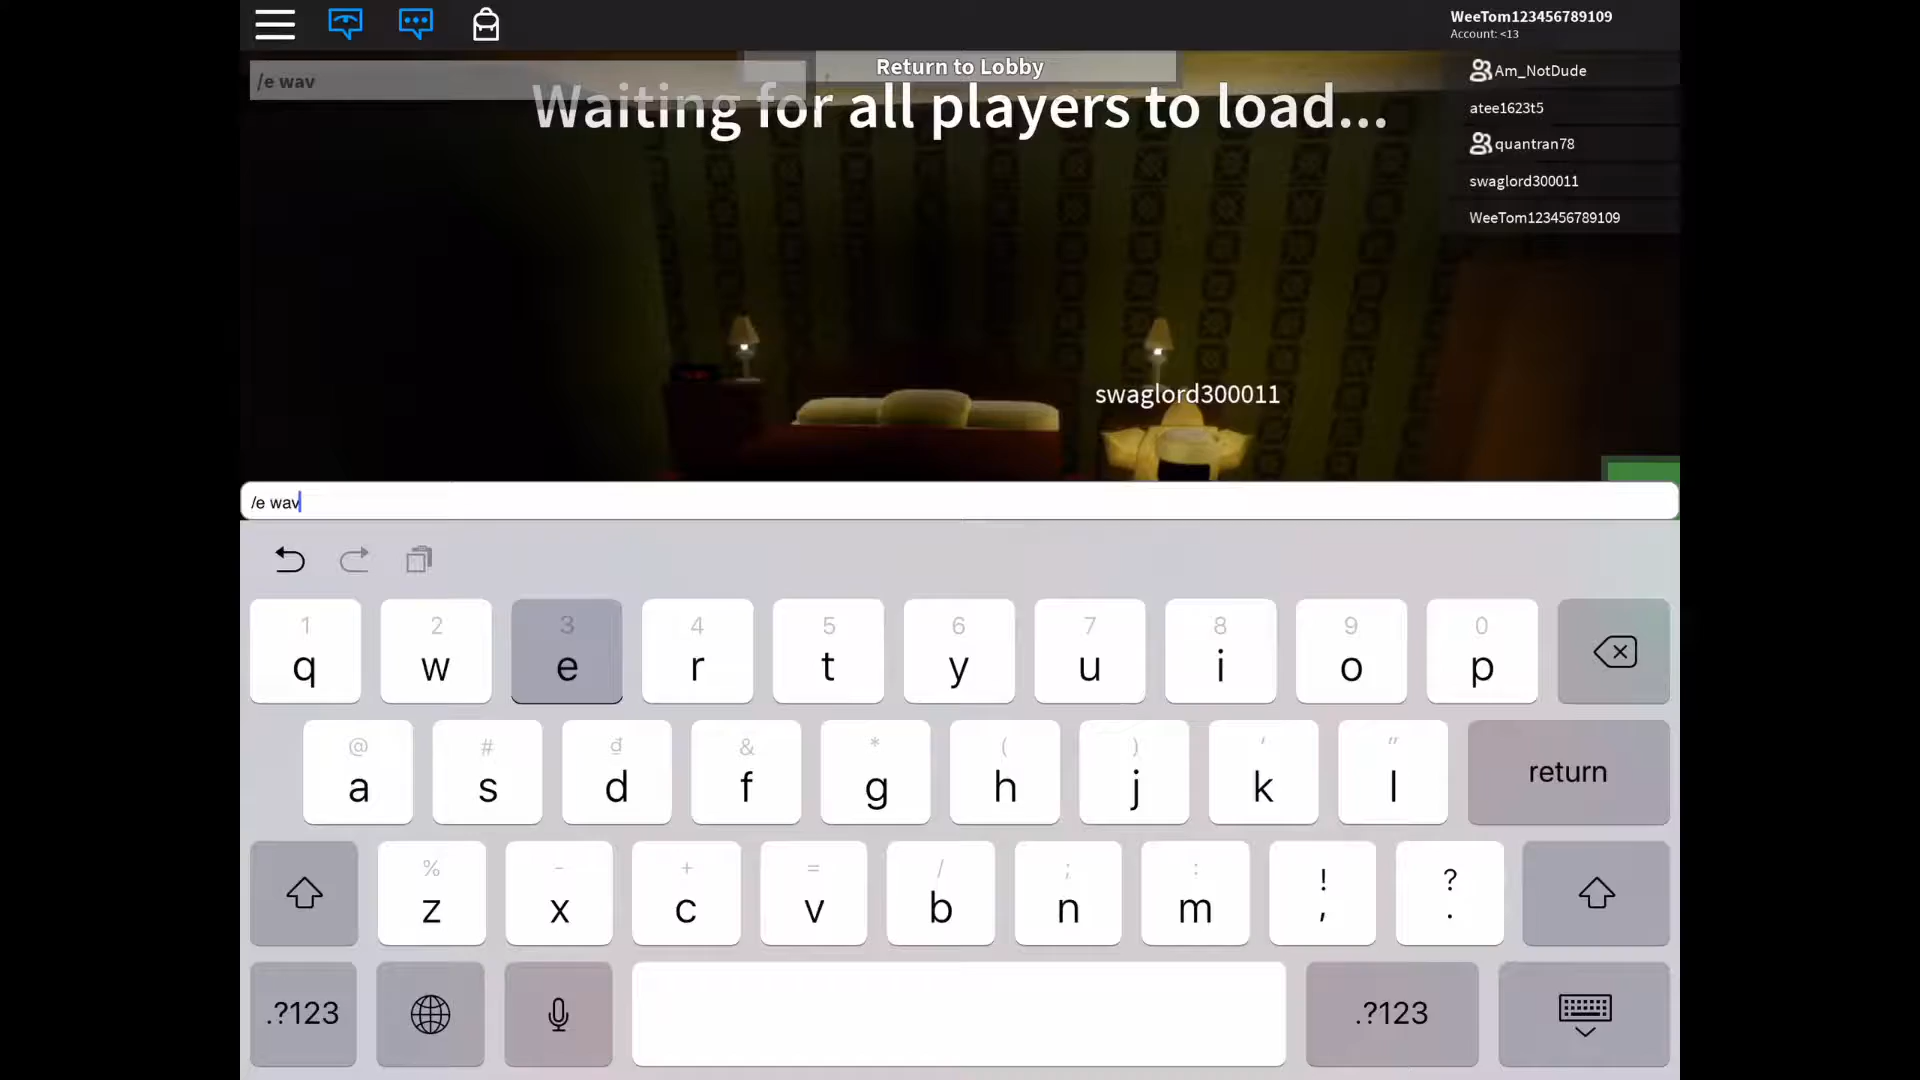 WeeTom123456789109
Account: <13
/e wav
Return to Lobby
Waiting for all players to load...
Am_NotDude
atee1623t5
quantran78
swaglord300011
WeeTom123456789109
swaglord300011
/e wav
1 2 3 4 5 6 7 8 9 0
q w e r t y u i o p
@ # đ & * ( ) ' "
a s d f g h j k l return
% - + = / ; : ! ?
z x c v b n m , .
.?123 .?123